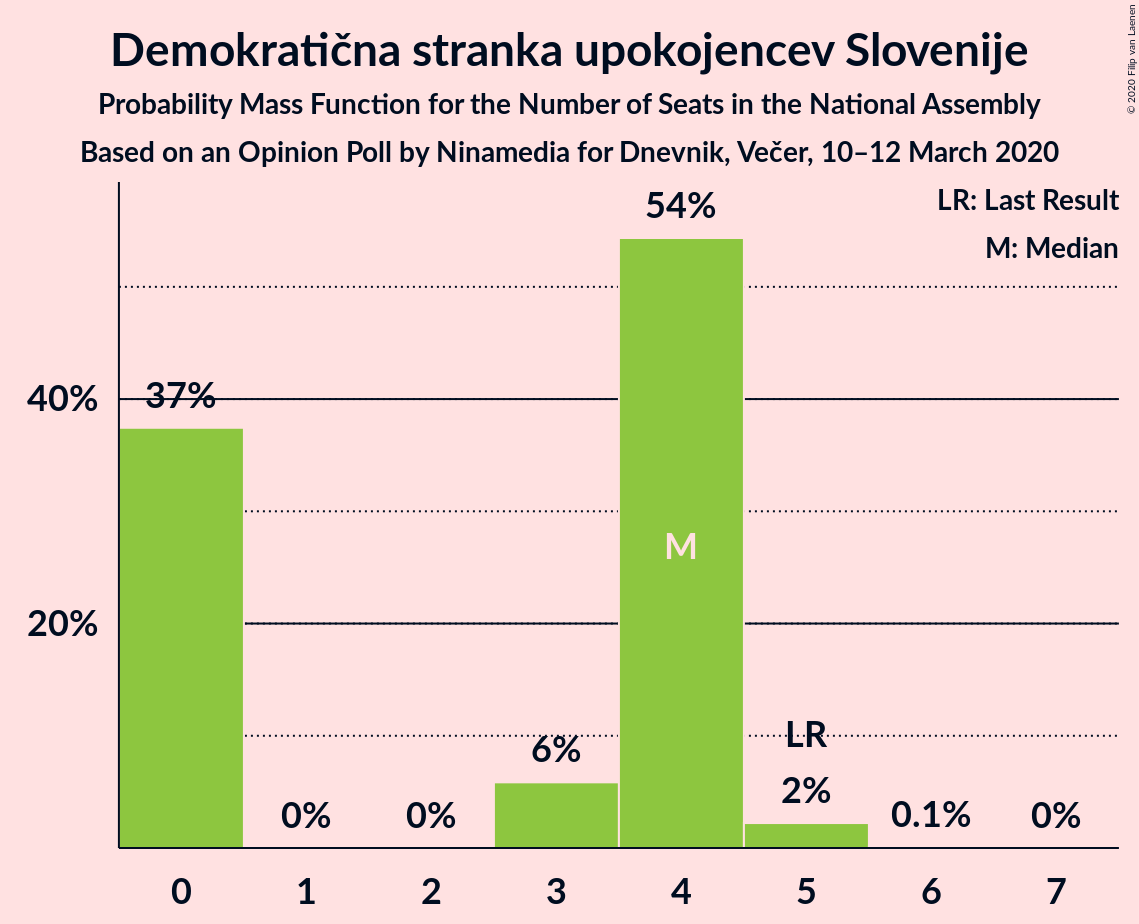 Demokratična stranka upokojencev Slovenije
Probability Mass Function for the Number of Seats in the National Assembly
Based on an Opinion Poll by Ninamedia for Dnevnik, Večer, 10–12 March 2020
© 2020 Filip van Laenen
LR: Last Result
M: Median
54%
40%
37%
M
20%
LR
6%
2%
0%
0%
0.1%
0%
0 1 2 3 4 5 6 7